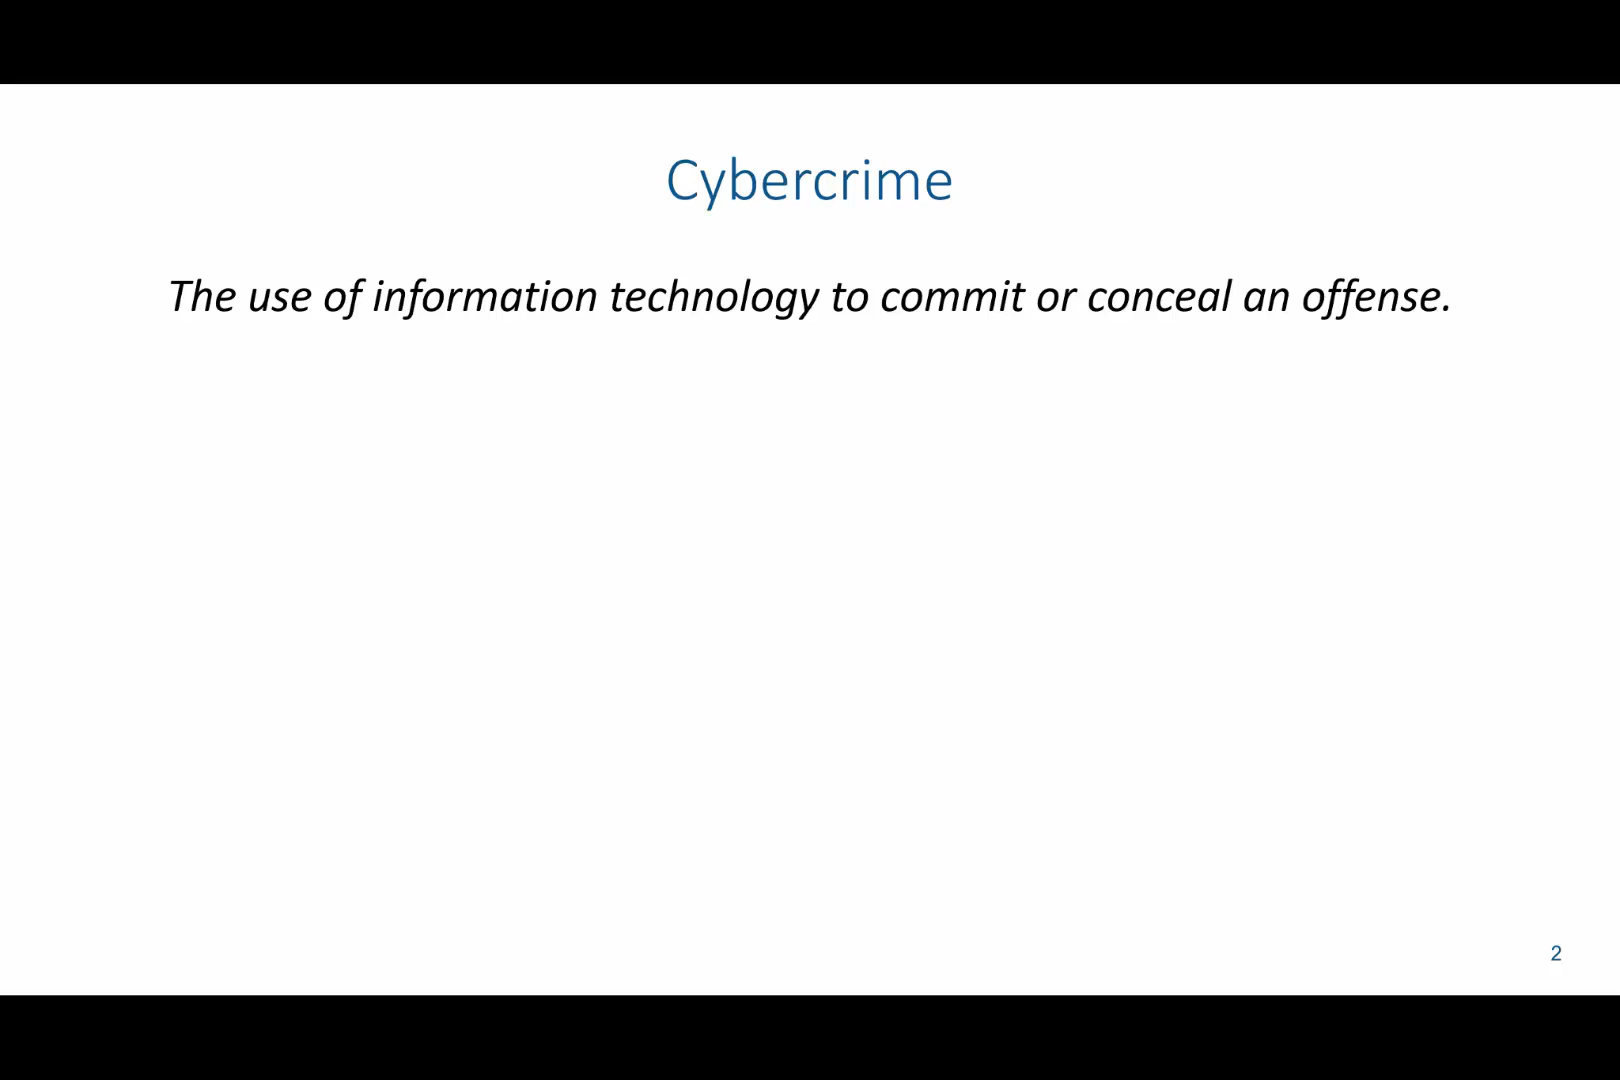 Cybercrime
The use of information technology to commit or conceal an offense.
2